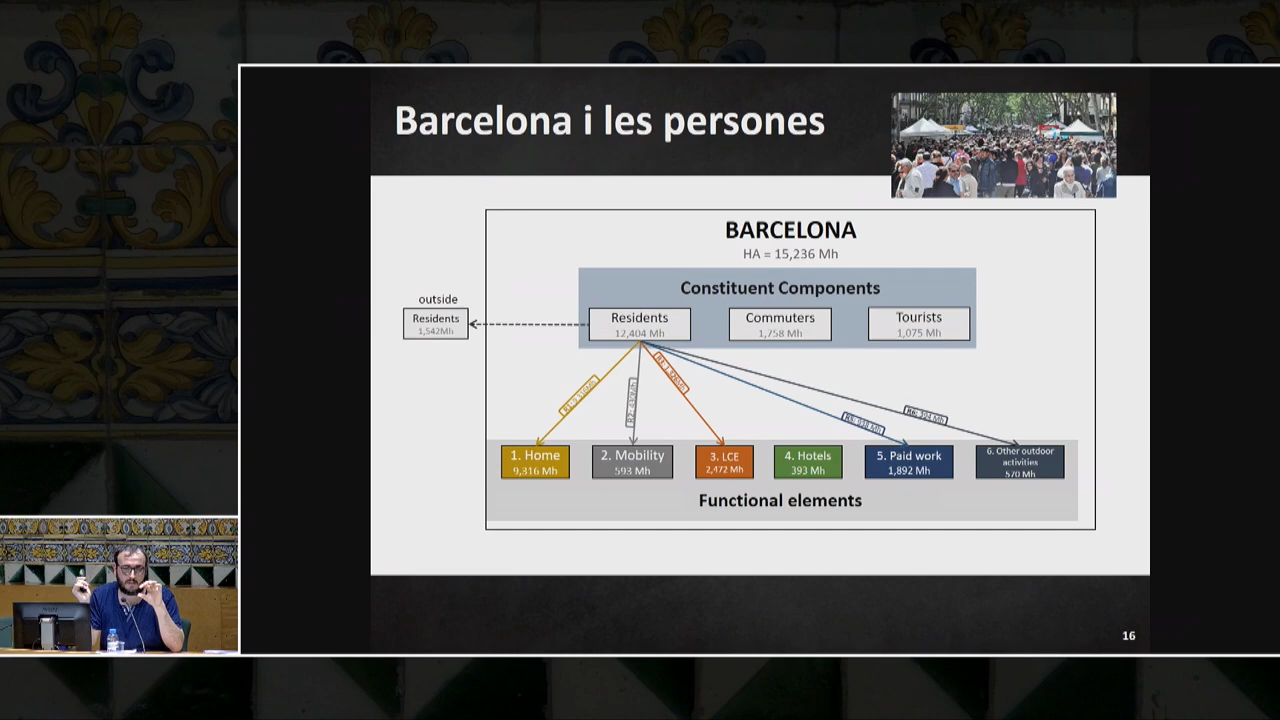 Barcelona i les persones
BARCELONA
HA = 15,236 Mh
Constituent Components
outside
Residents
1,542Mh
Residents
12,404 Mh
Commuters
1,758 Mh
Tourists
1,075 Mh
1. Home
9,316 Mh
2. Mobility
593 Mh
3. LCE
2,472 Mh
4. Hotels
393 Mh
5. Paid work
1,892 Mh
6. Other outdoor
activities
570 Mh
Functional elements
16